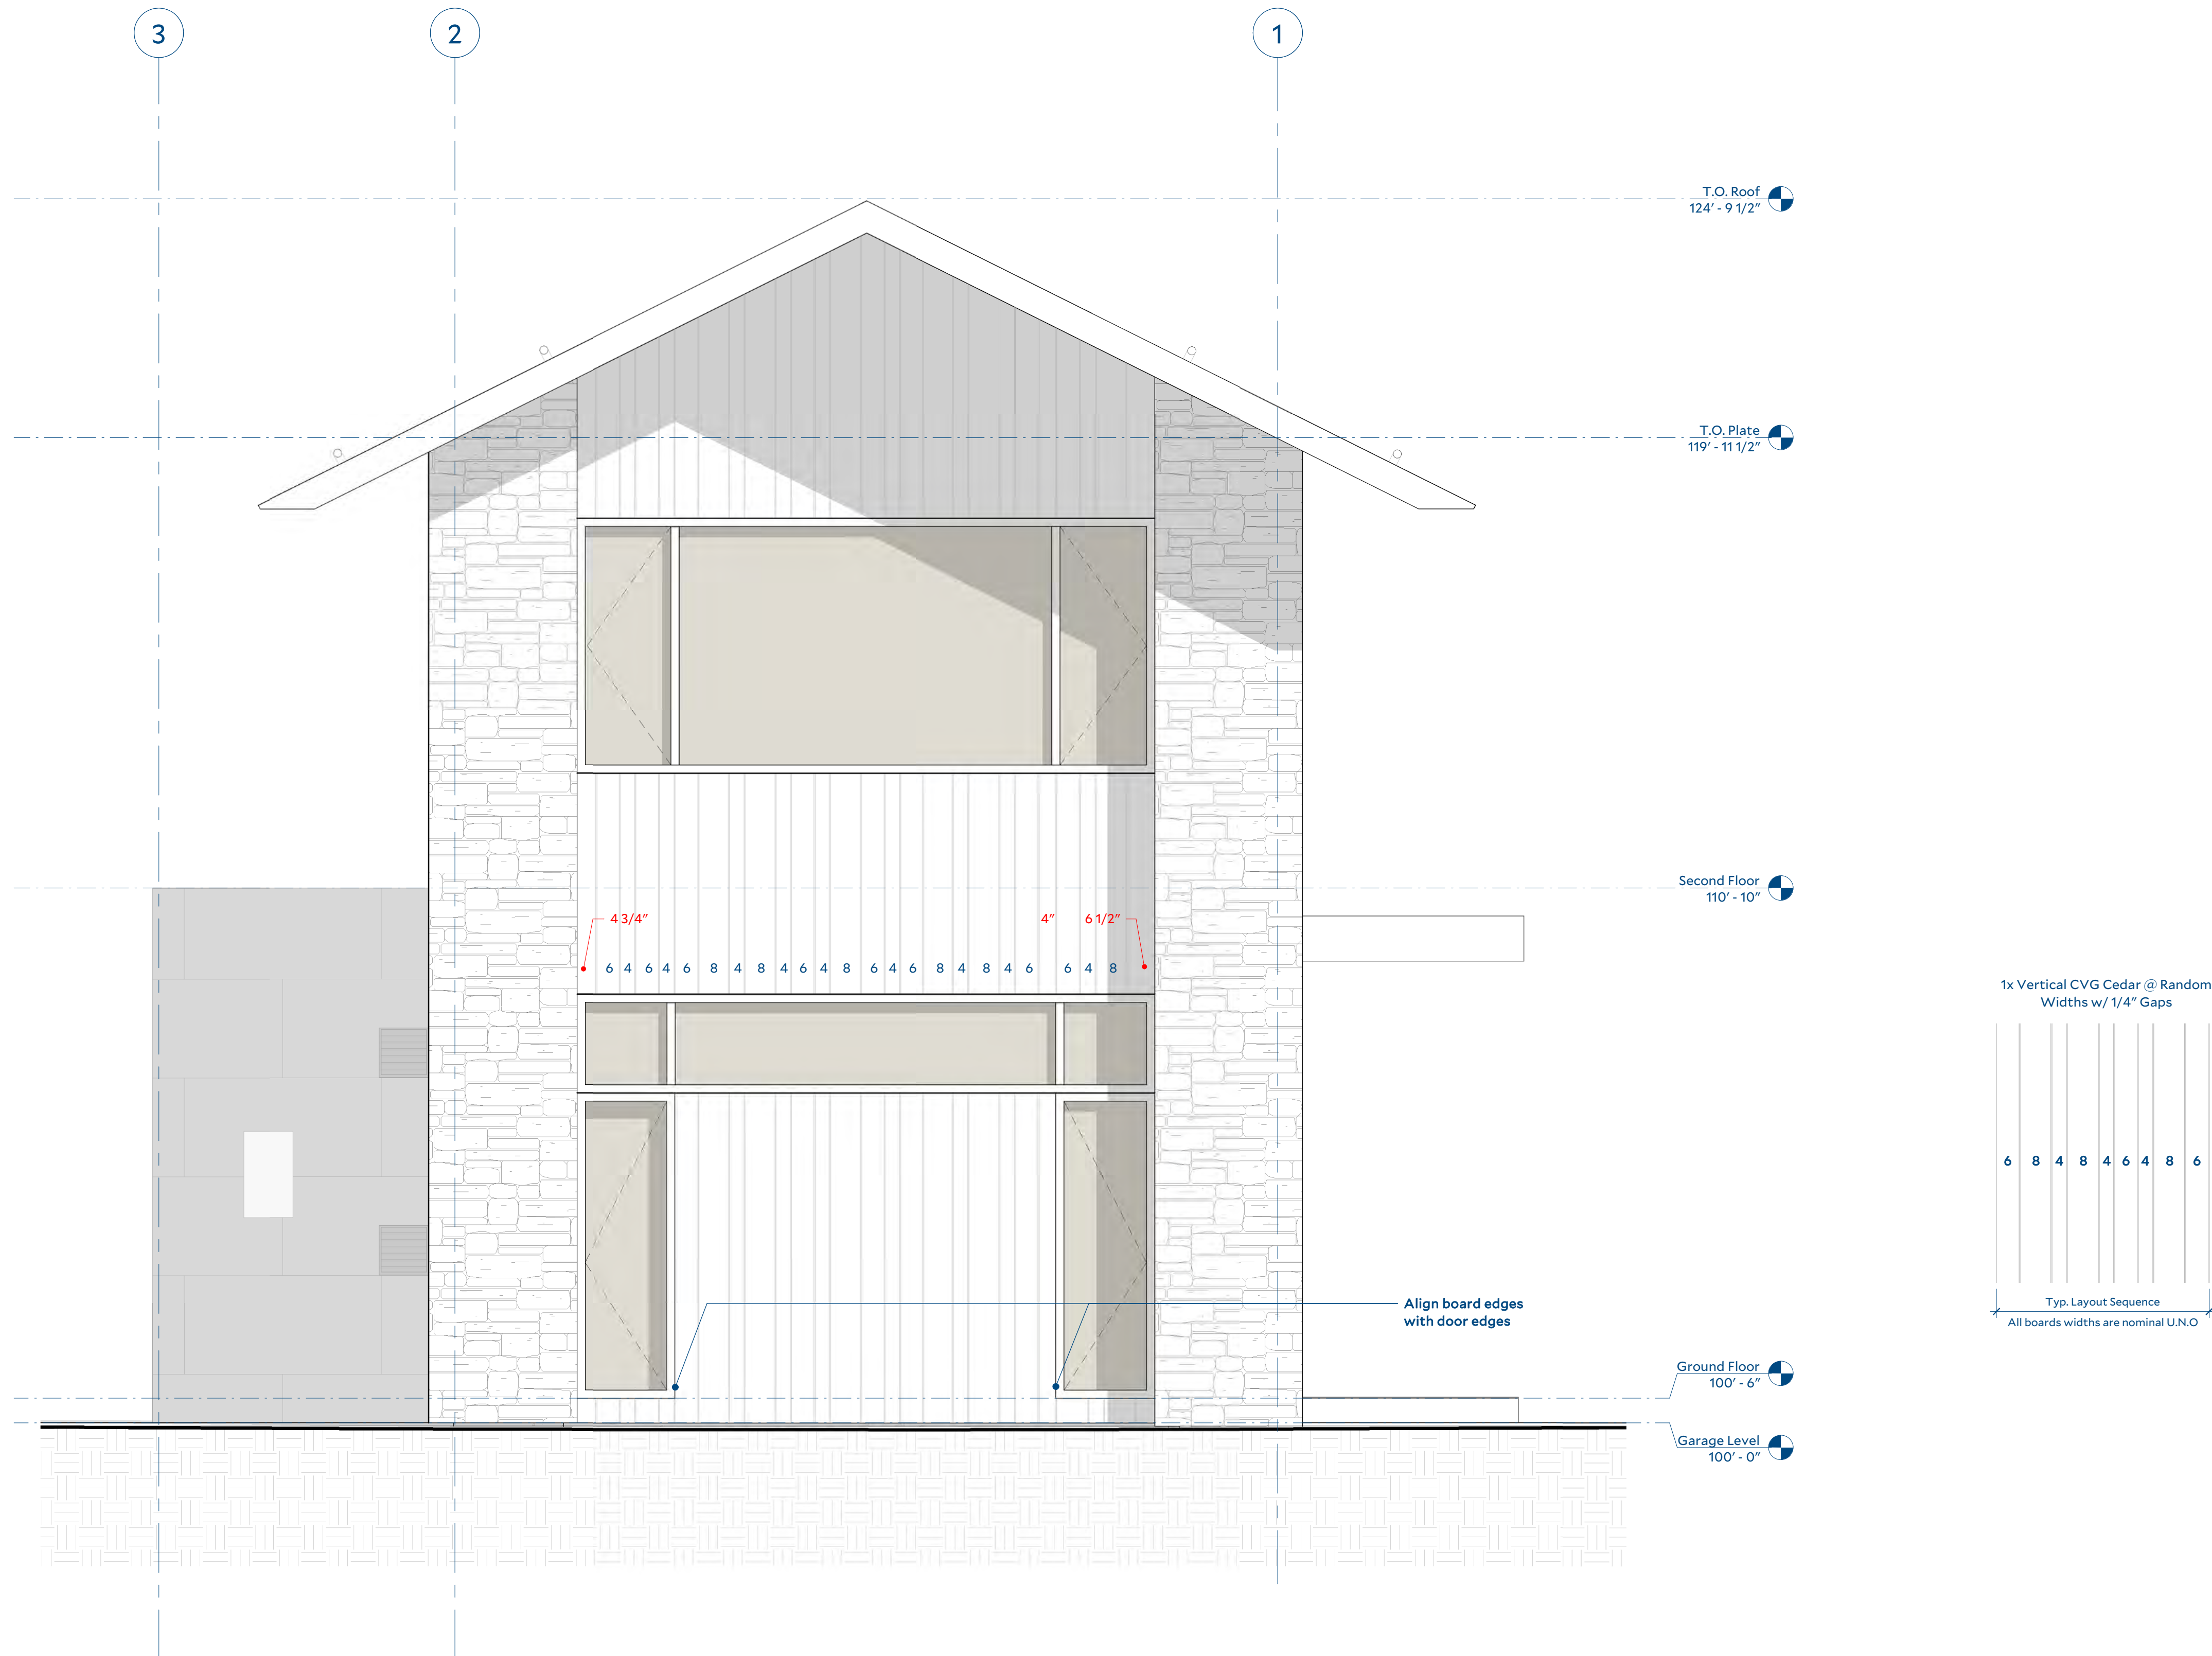 3
2
1
T.O. Roof
124' - 9 1/2"
T.O. Plate
119' - 11 1/2"
Second Floor
110' - 10"
4 3/4"
4"
6 1/2"
6 4 6 4 6 8 4 8 4 6 4 8 6 4 6 8 4 8 4 6 6 4 8
1x Vertical CVG Cedar @ Random
Widths w/ 1/4" Gaps
6 8 4 8 4 6 4 8 6
Typ. Layout Sequence
All boards widths are nominal U.N.O
Align board edges
with door edges
Ground Floor
100' - 6"
Garage Level
100' - 0"